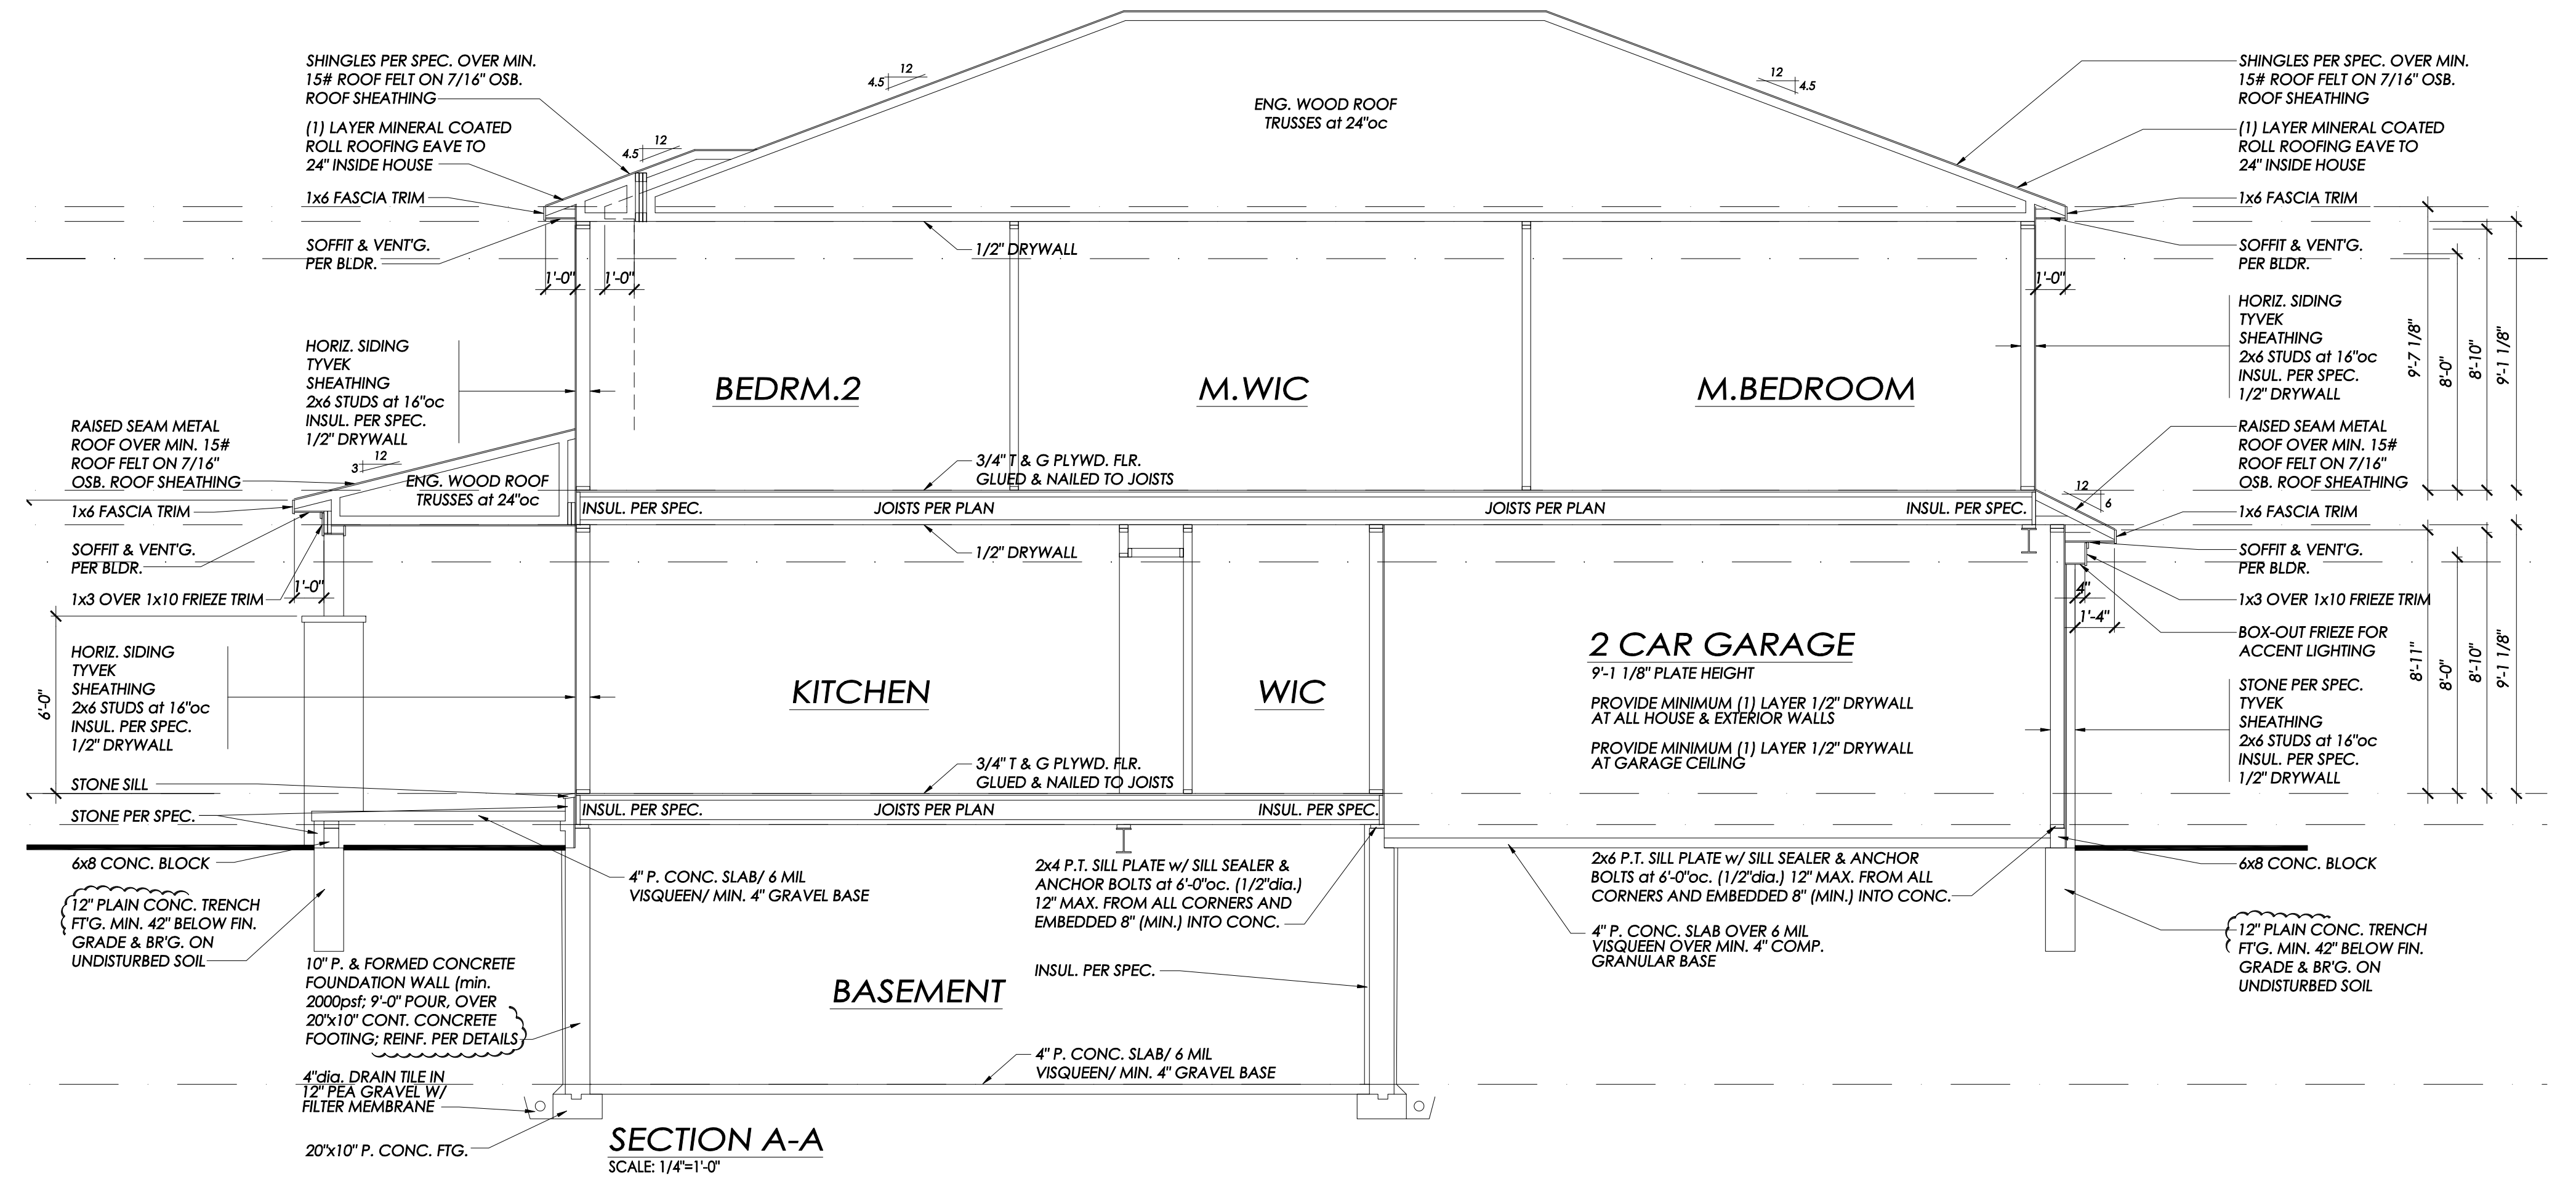 SHINGLES PER SPEC. OVER MIN.
15# ROOF FELT ON 7/16" OSB.
ROOF SHEATHING
(1) LAYER MINERAL COATED
ROLL ROOFING EAVE TO
24" INSIDE HOUSE
1x6 FASCIA TRIM
SOFFIT & VENT'G.
PER BLDR.
1'-0"
1'-0"
12
4.5
12
4.5
ENG. WOOD ROOF
TRUSSES at 24"oc
12
4.5
SHINGLES PER SPEC. OVER MIN.
15# ROOF FELT ON 7/16" OSB.
ROOF SHEATHING
(1) LAYER MINERAL COATED
ROLL ROOFING EAVE TO
24" INSIDE HOUSE
1x6 FASCIA TRIM
SOFFIT & VENT'G.
PER BLDR.
1'-0"
1/2" DRYWALL
HORIZ. SIDING
TYVEK
SHEATHING
2x6 STUDS at 16"oc
INSUL. PER SPEC.
1/2" DRYWALL
BEDRM.2
M.WIC
M.BEDROOM
HORIZ. SIDING
TYVEK
SHEATHING
2x6 STUDS at 16"oc
INSUL. PER SPEC.
1/2" DRYWALL
9'-7 1/8"
8'-0"
8'-10"
9'-1 1/8"
RAISED SEAM METAL
ROOF OVER MIN. 15#
ROOF FELT ON 7/16"
OSB. ROOF SHEATHING
12
3
ENG. WOOD ROOF
TRUSSES at 24"oc
1x6 FASCIA TRIM
SOFFIT & VENT'G.
PER BLDR.
1'-0"
1x3 OVER 1x10 FRIEZE TRIM
3/4" T & G PLYWD. FLR.
GLUED & NAILED TO JOISTS
INSUL. PER SPEC.
JOISTS PER PLAN
JOISTS PER PLAN
INSUL. PER SPEC.
1/2" DRYWALL
RAISED SEAM METAL
ROOF OVER MIN. 15#
ROOF FELT ON 7/16"
OSB. ROOF SHEATHING
12
6
1x6 FASCIA TRIM
SOFFIT & VENT'G.
PER BLDR.
4"
1x3 OVER 1x10 FRIEZE TRIM
1'-4"
BOX-OUT FRIEZE FOR
ACCENT LIGHTING
6'-0"
HORIZ. SIDING
TYVEK
SHEATHING
2x6 STUDS at 16"oc
INSUL. PER SPEC.
1/2" DRYWALL
KITCHEN
WIC
2 CAR GARAGE
9'-1 1/8" PLATE HEIGHT
PROVIDE MINIMUM (1) LAYER 1/2" DRYWALL
AT ALL HOUSE & EXTERIOR WALLS
PROVIDE MINIMUM (1) LAYER 1/2" DRYWALL
AT GARAGE CEILING
STONE PER SPEC.
TYVEK
SHEATHING
2x6 STUDS at 16"oc
INSUL. PER SPEC.
1/2" DRYWALL
8'-11"
8'-0"
8'-10"
9'-1 1/8"
STONE SILL
STONE PER SPEC.
3/4" T & G PLYWD. FLR.
GLUED & NAILED TO JOISTS
INSUL. PER SPEC.
JOISTS PER PLAN
INSUL. PER SPEC.
6x8 CONC. BLOCK
12" PLAIN CONC. TRENCH
FT'G. MIN. 42" BELOW FIN.
GRADE & BR'G. ON
UNDISTURBED SOIL
4" P. CONC. SLAB/ 6 MIL
VISQUEEN/ MIN. 4" GRAVEL BASE
2x4 P.T. SILL PLATE w/ SILL SEALER &
ANCHOR BOLTS at 6'-0"oc. (1/2"dia.)
12" MAX. FROM ALL CORNERS AND
EMBEDDED 8" (MIN.) INTO CONC.
2x6 P.T. SILL PLATE w/ SILL SEALER & ANCHOR
BOLTS at 6'-0"oc. (1/2"dia.) 12" MAX. FROM ALL
CORNERS AND EMBEDDED 8" (MIN.) INTO CONC.
4" P. CONC. SLAB OVER 6 MIL
VISQUEEN OVER MIN. 4" COMP.
GRANULAR BASE
6x8 CONC. BLOCK
12" PLAIN CONC. TRENCH
FT'G. MIN. 42" BELOW FIN.
GRADE & BR'G. ON
UNDISTURBED SOIL
10" P. & FORMED CONCRETE
FOUNDATION WALL (min.
2000psf; 9'-0" POUR, OVER
20"x10" CONT. CONCRETE
FOOTING; REINF. PER DETAILS
BASEMENT
INSUL. PER SPEC.
4" P. CONC. SLAB/ 6 MIL
VISQUEEN/ MIN. 4" GRAVEL BASE
4"dia. DRAIN TILE IN
12" PEA GRAVEL W/
FILTER MEMBRANE
20"x10" P. CONC. FTG.
SECTION A-A
SCALE: 1/4"=1'-0"